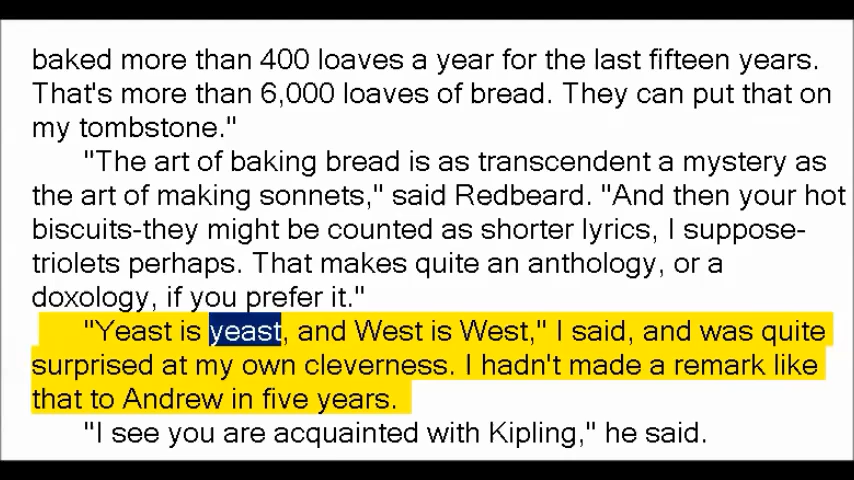 baked more than 400 loaves a year for the last fifteen years.
That's more than 6,000 loaves of bread. They can put that on
my tombstone."
"The art of baking bread is as transcendent a mystery as
the art of making sonnets," said Redbeard. "And then your hot
biscuits-they might be counted as shorter lyrics, I suppose-
triolets perhaps. That makes quite an anthology, or a
doxology, if you prefer it."
"Yeast is yeast, and West is West," I said, and was quite
surprised at my own cleverness. I hadn't made a remark like
that to Andrew in five years.
"I see you are acquainted with Kipling," he said.